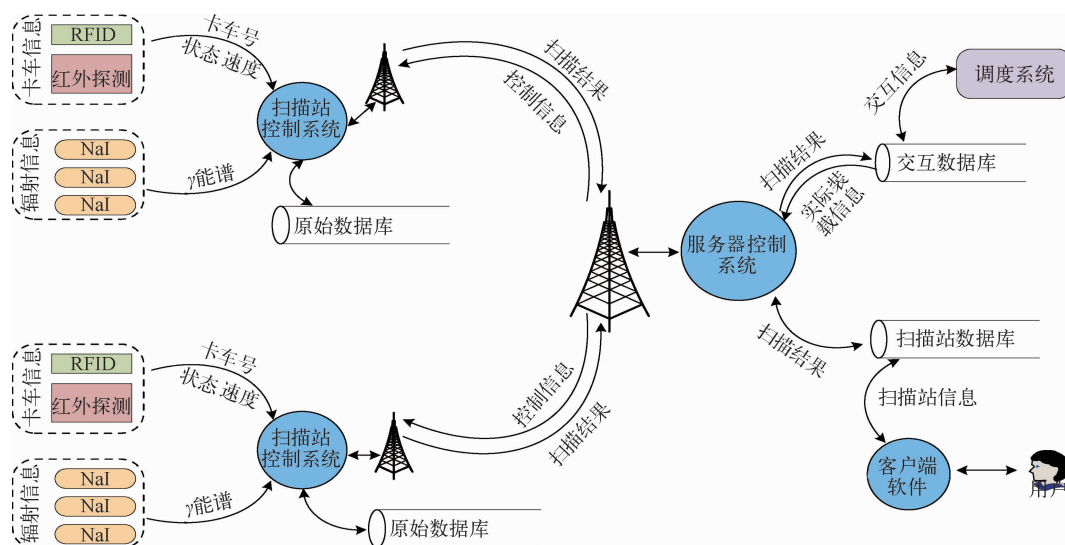 卡车信息
RFID
红外探测
卡车号
状态 速度
辐射信息
NaI
NaI
NaI
γ能谱
扫描站
控制系统
原始数据库
扫描结果
控制信息
服务器控制
系统
扫描结果
实际装
载信息
交互信息
调度系统
交互数据库
扫描结果
扫描站数据库
扫描站信息
客户端
软件
用户
卡车信息
RFID
红外探测
卡车号
状态 速度
辐射信息
NaI
NaI
NaI
γ能谱
扫描站
控制系统
原始数据库
控制信息
扫描结果